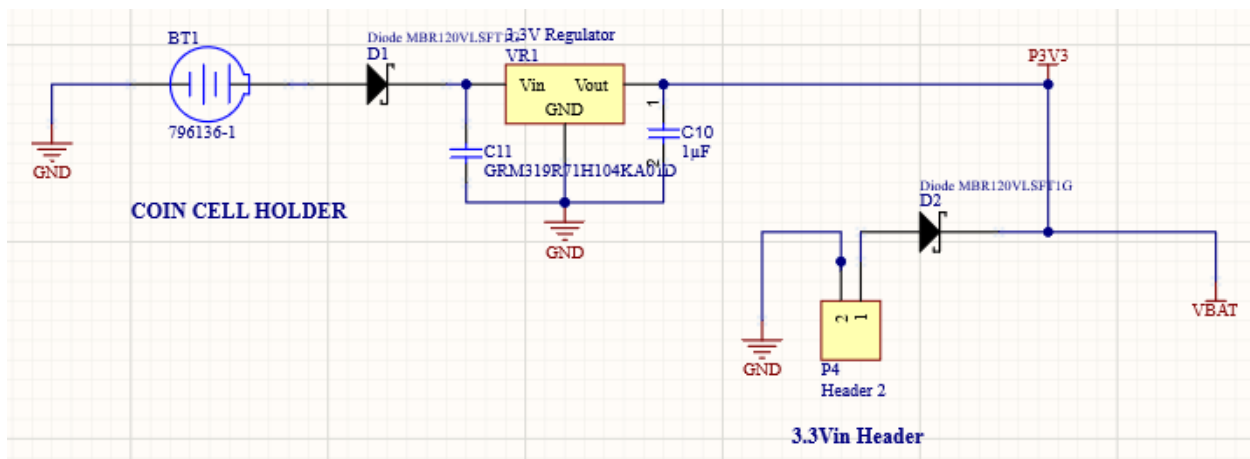 BT1
796136-1
GND
COIN CELL HOLDER
Diode MBR120VLSFT1G
D1
3.3V Regulator
VR1
Vin Vout
GND
C11
GRM319R71H104KA01D
1
C10
1µF
2
GND
P3V3
Diode MBR120VLSFT1G
D2
VBAT
2 1
GND
P4
Header 2
3.3Vin Header